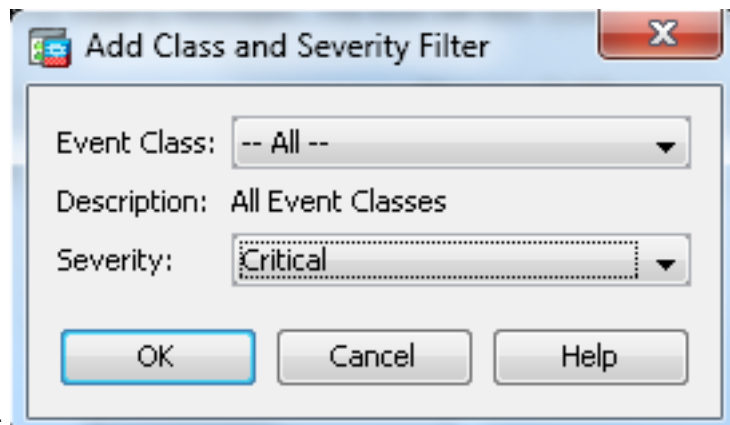 Add Class and Severity Filter
Event Class: -- All --
Description: All Event Classes
Severity: Critical
OK Cancel Help